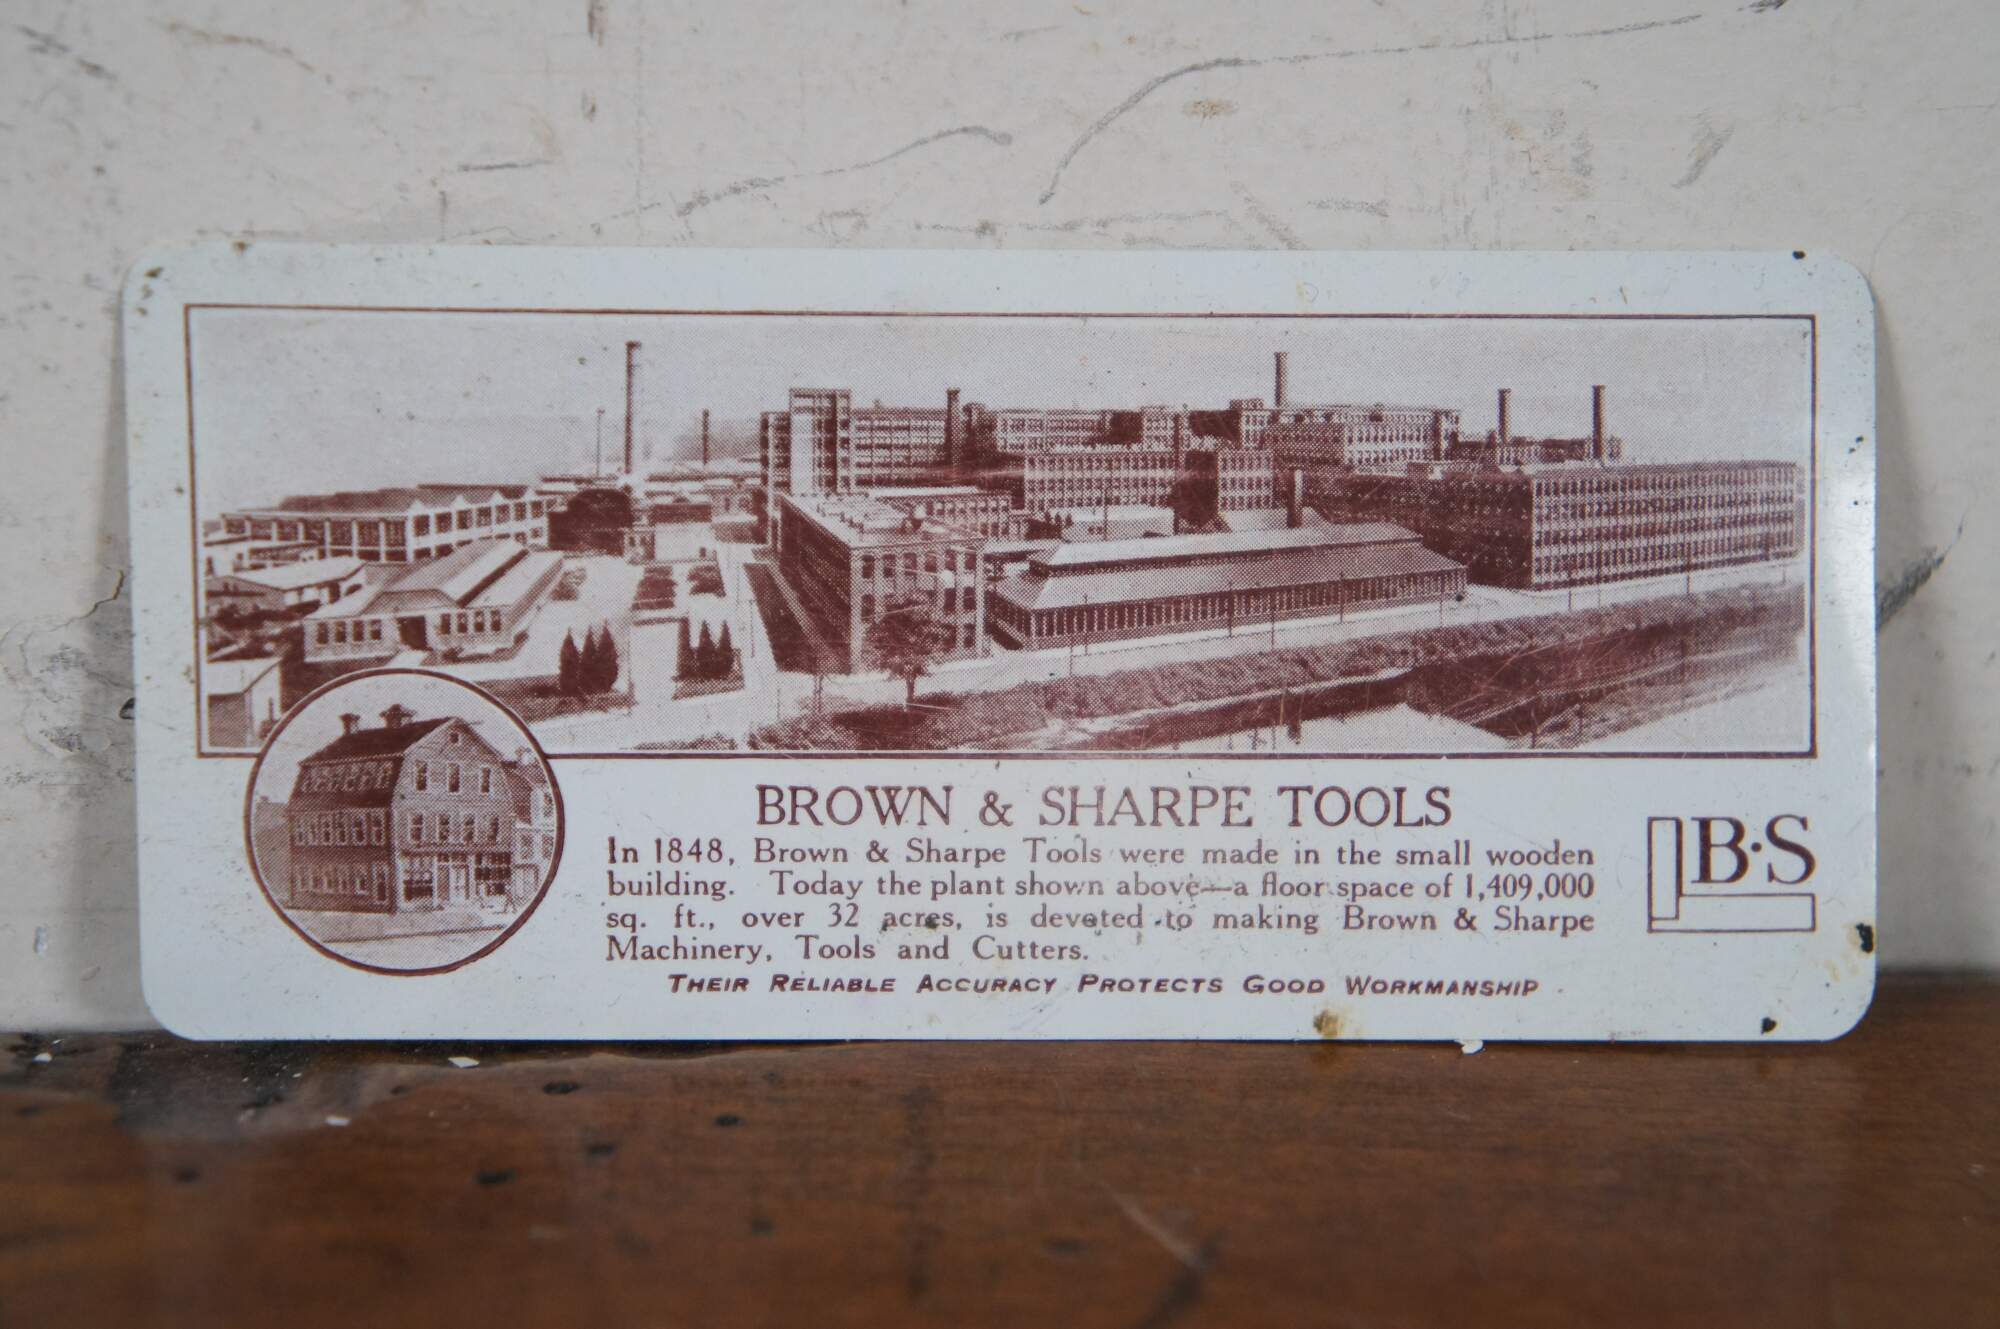 BROWN & SHARPE TOOLS
In 1848, Brown & Sharpe Tools were made in the small wooden
building. Today the plant shown above—a floor space of 1,409,000
sq. ft., over 32 acres, is devoted to making Brown & Sharpe
Machinery, Tools and Cutters.
THEIR RELIABLE ACCURACY PROTECTS GOOD WORKMANSHIP
B·S